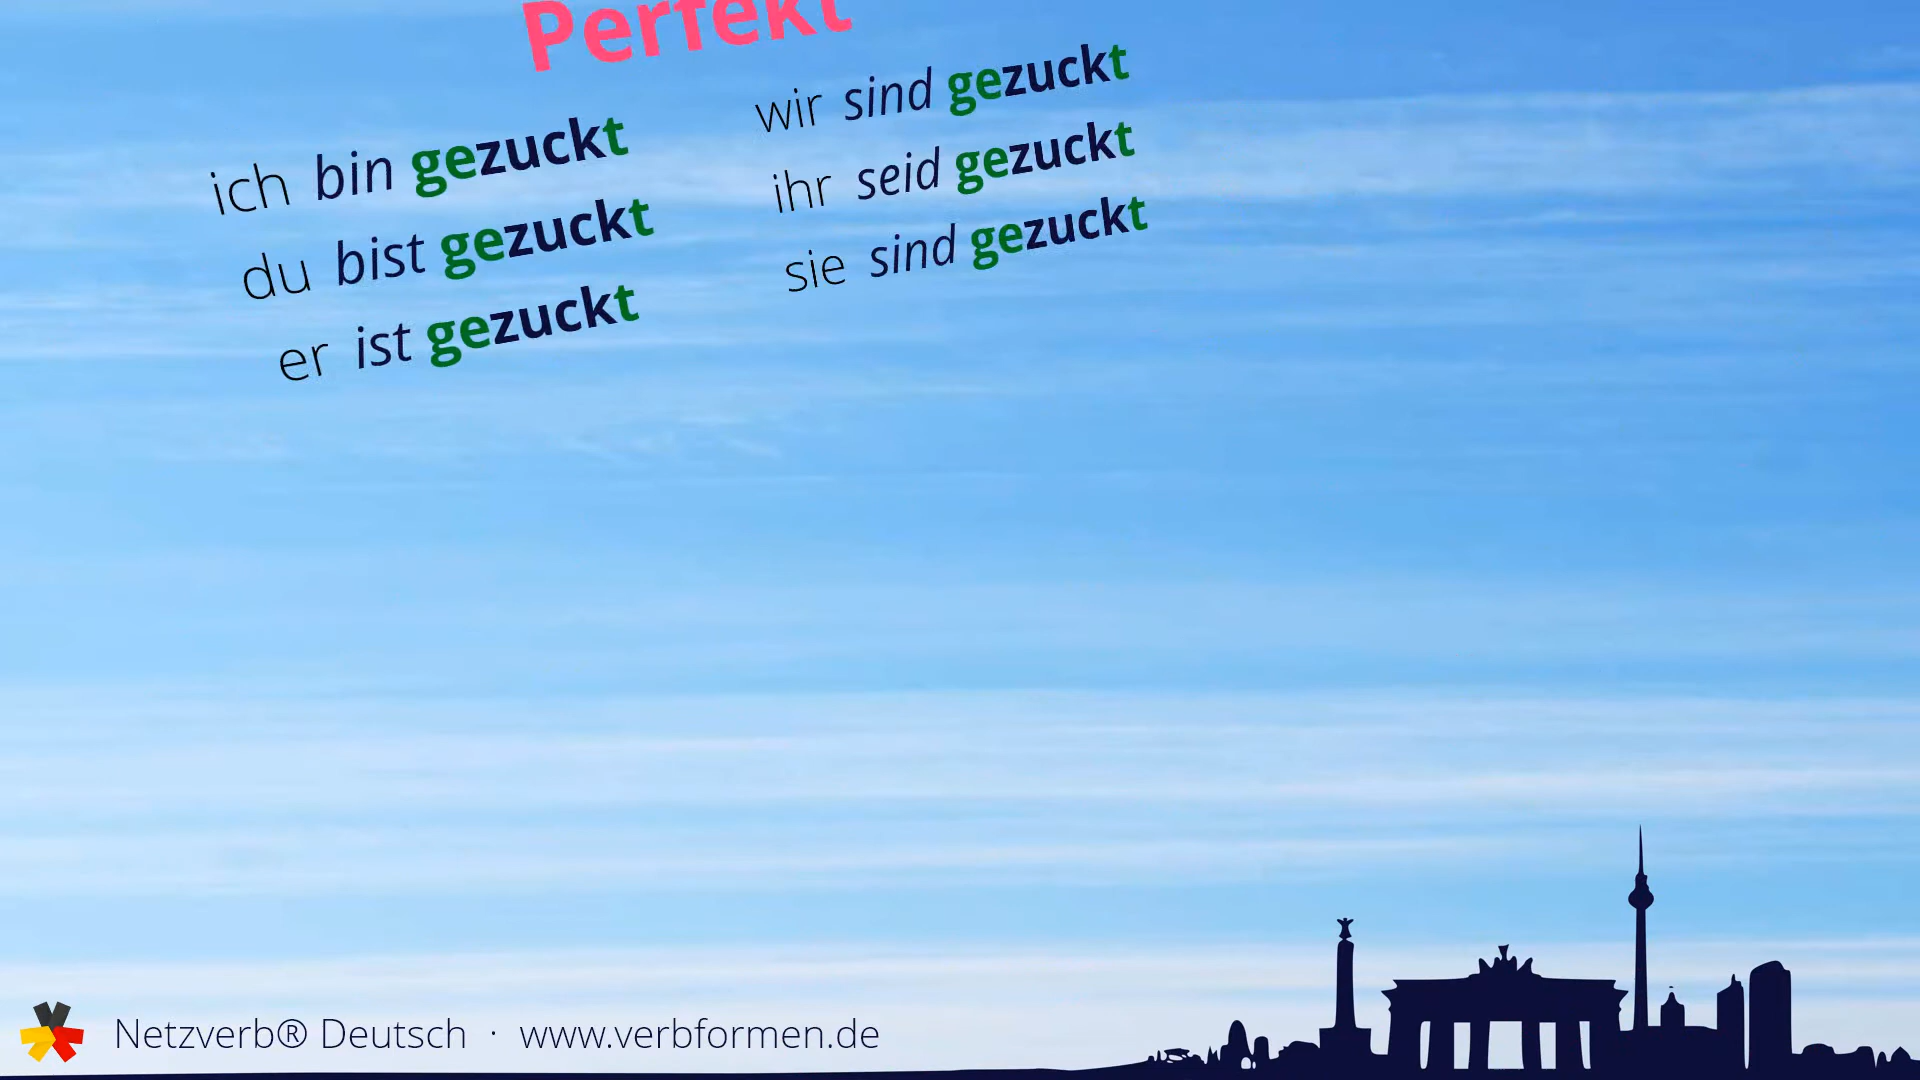 Perfekt
ich bin gezuckt
du bist gezuckt
er ist gezuckt
wir sind gezuckt
ihr seid gezuckt
sie sind gezuckt
Netzverb® Deutsch · www.verbformen.de